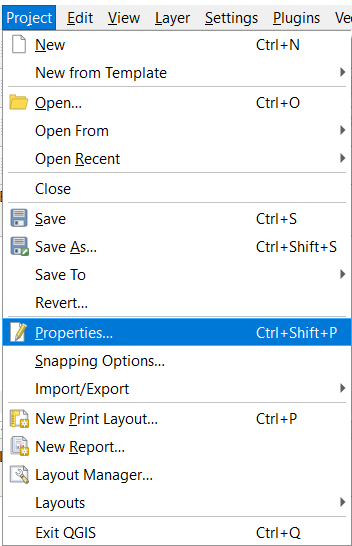 Project Edit View Layer Settings Plugins Vec
New Ctrl+N
New from Template
Open... Ctrl+O
Open From
Open Recent
Close
Save Ctrl+S
Save As... Ctrl+Shift+S
Save To
Revert...
Properties... Ctrl+Shift+P
Snapping Options...
Import/Export
New Print Layout... Ctrl+P
New Report...
Layout Manager...
Layouts
Exit QGIS Ctrl+Q